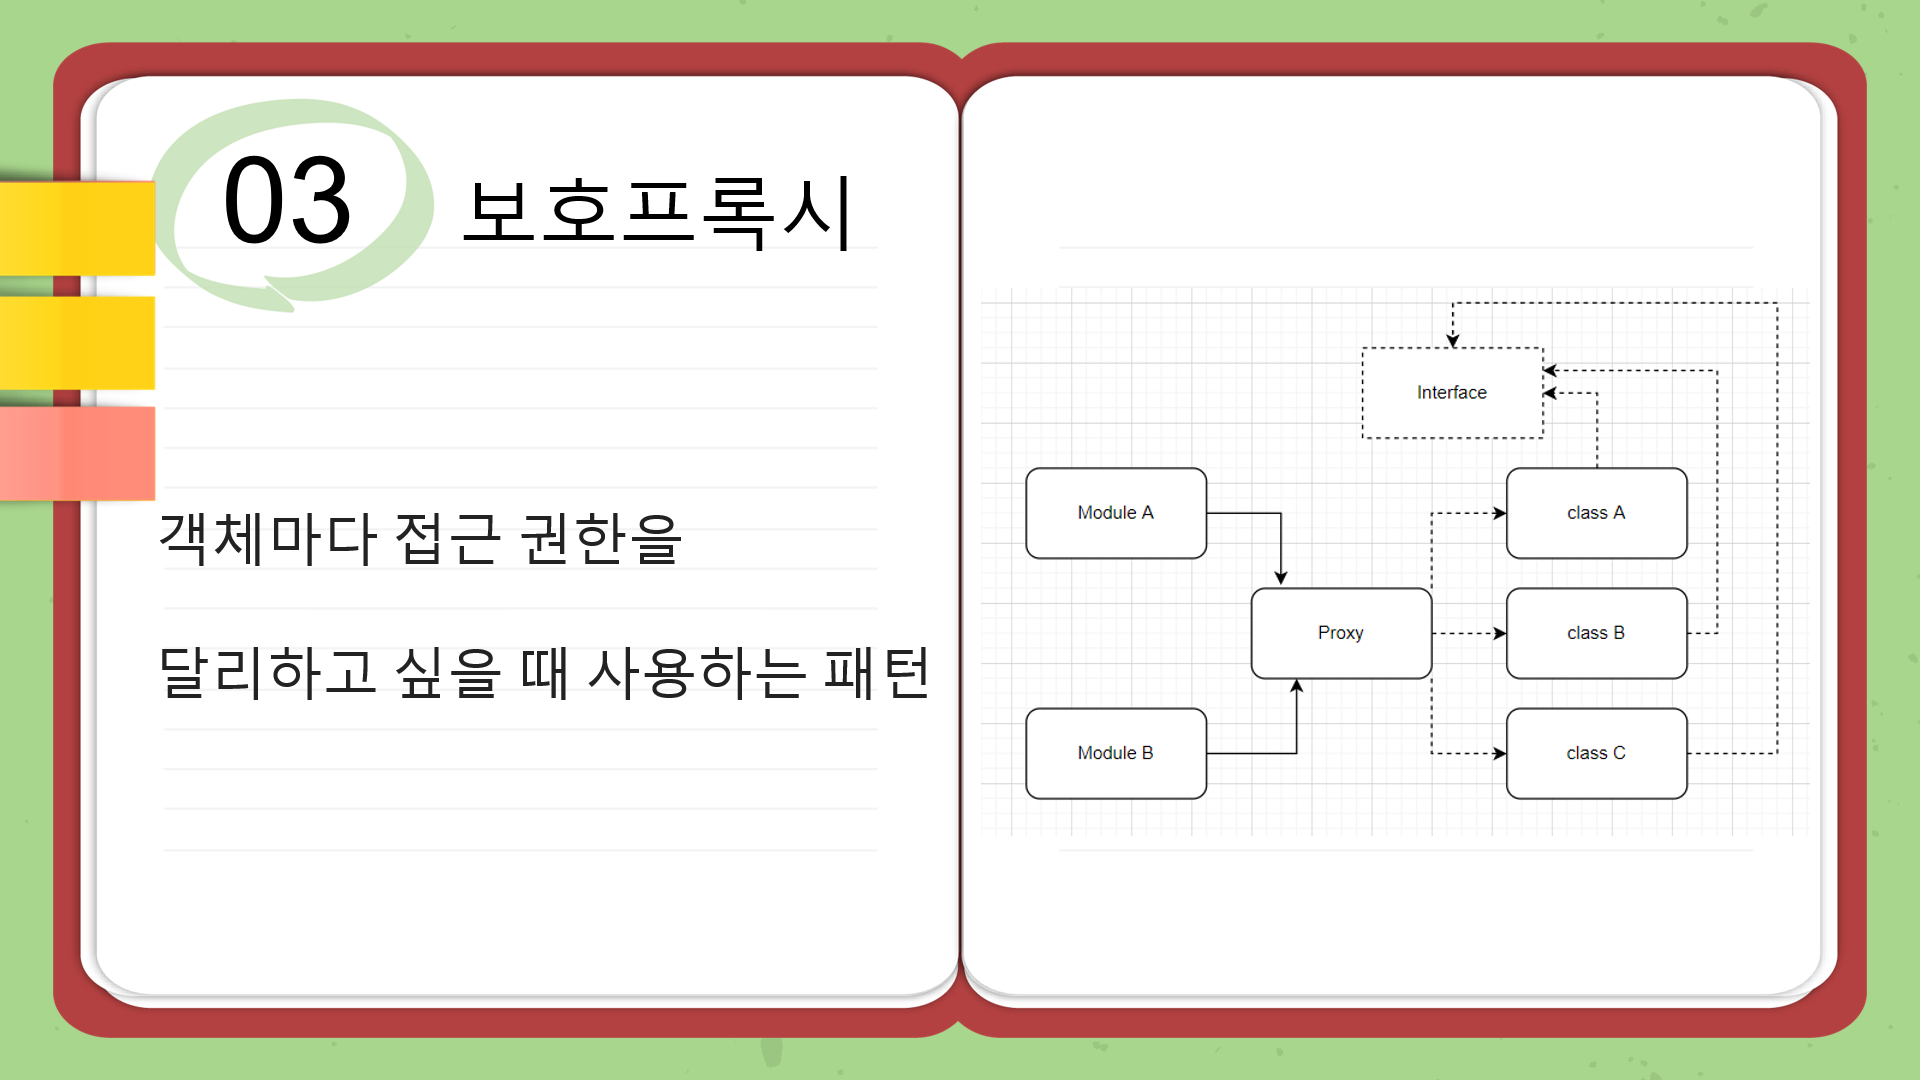 03 보호프록시
객체마다 접근 권한을
달리하고 싶을 때 사용하는 패턴
Interface
Module A
class A
Proxy
class B
Module B
class C